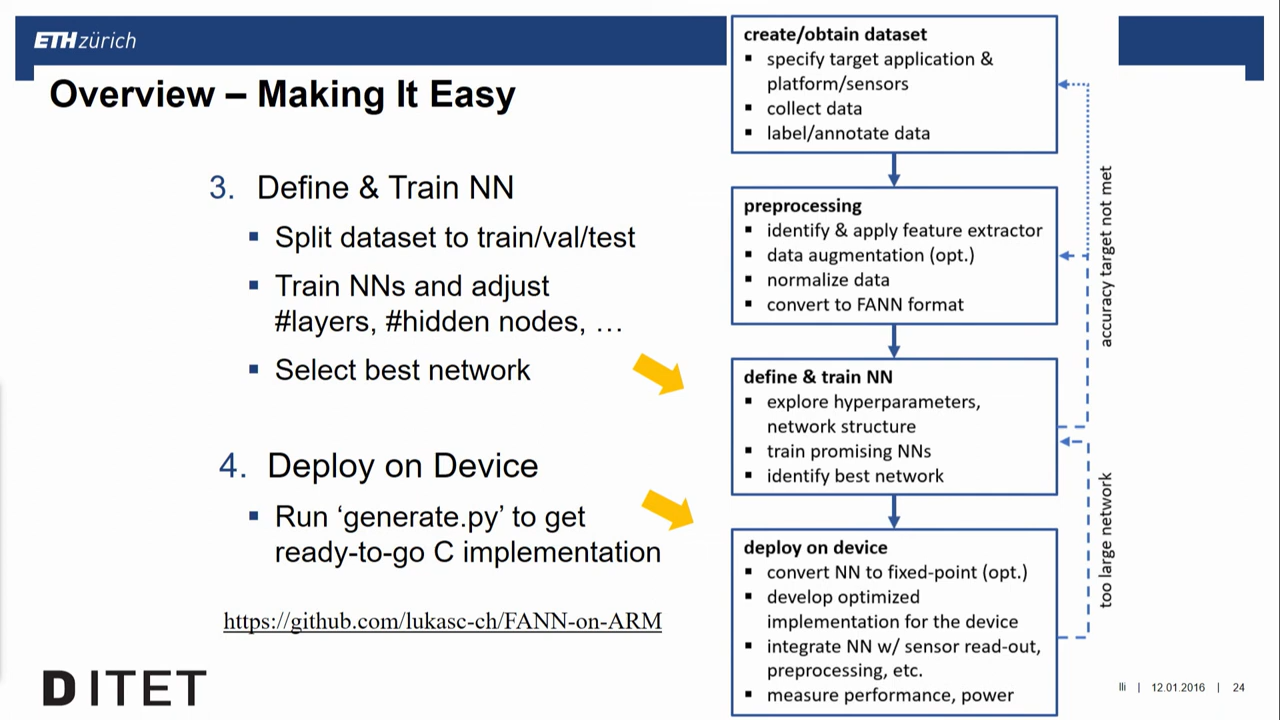 ETH zürich
Overview – Making It Easy
3. Define & Train NN
▪ Split dataset to train/val/test
▪ Train NNs and adjust
#layers, #hidden nodes, …
▪ Select best network
4. Deploy on Device
▪ Run ‘generate.py’ to get
ready-to-go C implementation
https://github.com/lukasc-ch/FANN-on-ARM
D ITET
create/obtain dataset
▪ specify target application &
platform/sensors
▪ collect data
▪ label/annotate data
preprocessing
▪ identify & apply feature extractor
▪ data augmentation (opt.)
▪ normalize data
▪ convert to FANN format
define & train NN
▪ explore hyperparameters,
network structure
▪ train promising NNs
▪ identify best network
deploy on device
▪ convert NN to fixed-point (opt.)
▪ develop optimized
implementation for the device
▪ integrate NN w/ sensor read-out,
preprocessing, etc.
▪ measure performance, power
accuracy target not met
too large network
| 12.01.2016 | 24